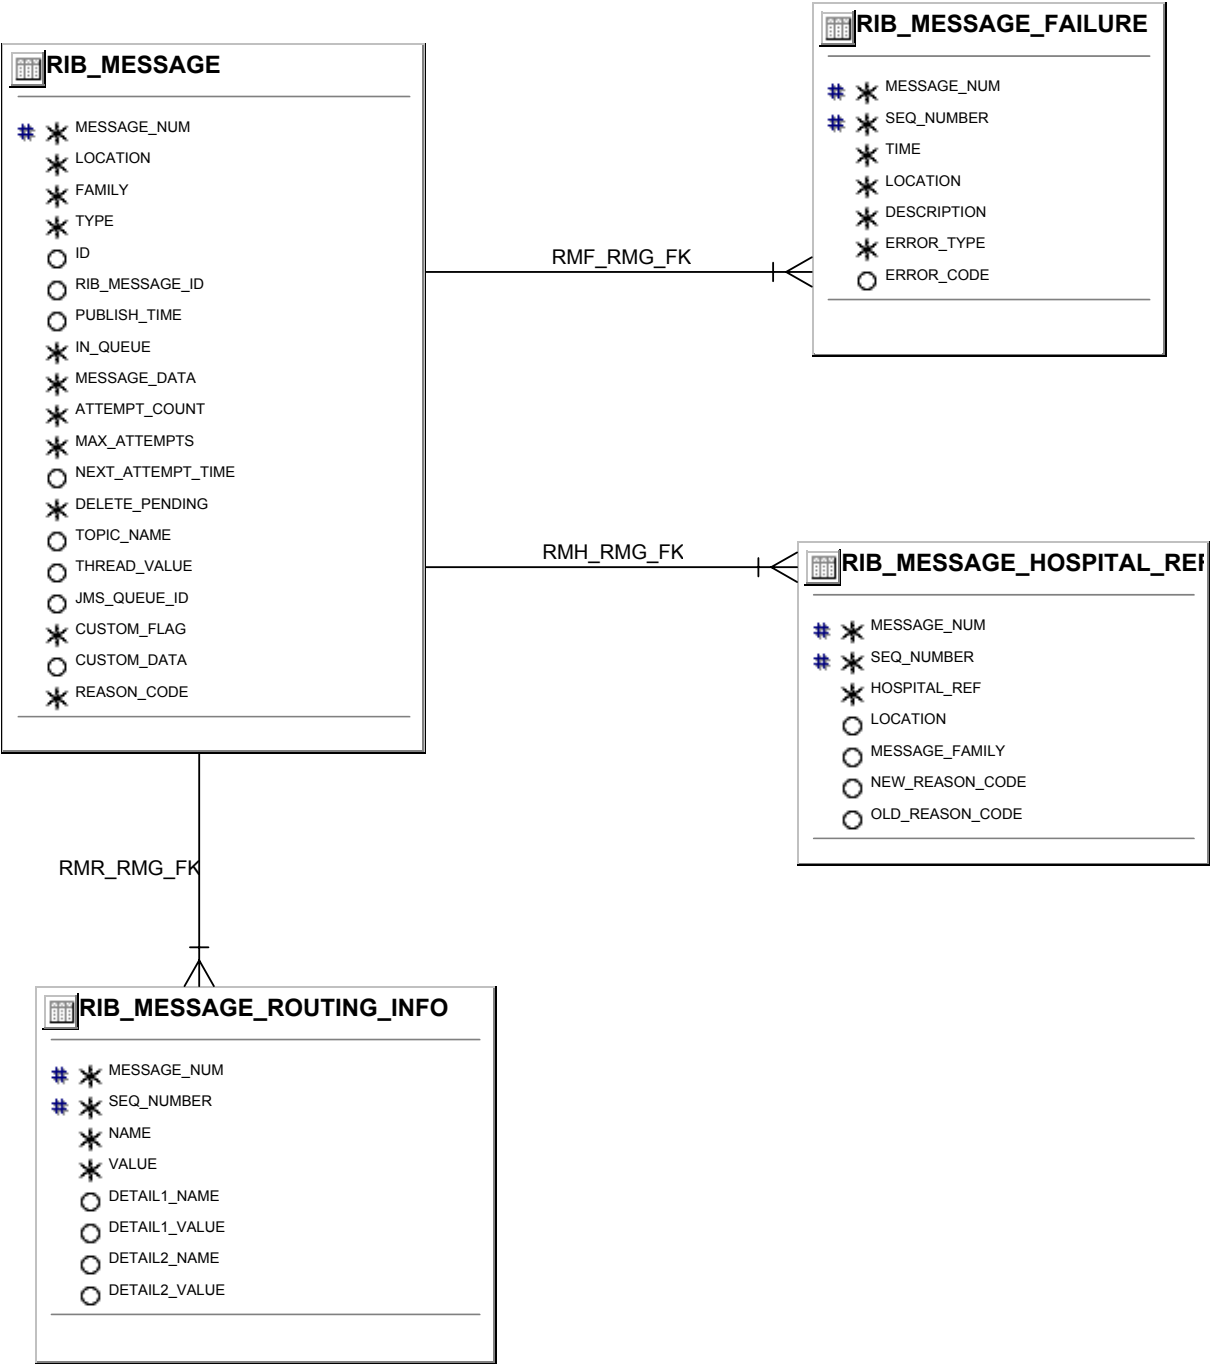 RIB_MESSAGE
# * MESSAGE_NUM
* LOCATION
* FAMILY
* TYPE
O ID
O RIB_MESSAGE_ID
O PUBLISH_TIME
* IN_QUEUE
* MESSAGE_DATA
* ATTEMPT_COUNT
* MAX_ATTEMPTS
O NEXT_ATTEMPT_TIME
* DELETE_PENDING
O TOPIC_NAME
O THREAD_VALUE
O JMS_QUEUE_ID
* CUSTOM_FLAG
O CUSTOM_DATA
* REASON_CODE
RMF_RMG_FK
RIB_MESSAGE_FAILURE
# * MESSAGE_NUM
# * SEQ_NUMBER
* TIME
* LOCATION
* DESCRIPTION
* ERROR_TYPE
O ERROR_CODE
RMH_RMG_FK
RIB_MESSAGE_HOSPITAL_REF
# * MESSAGE_NUM
# * SEQ_NUMBER
* HOSPITAL_REF
O LOCATION
O MESSAGE_FAMILY
O NEW_REASON_CODE
O OLD_REASON_CODE
RMR_RMG_FK
RIB_MESSAGE_ROUTING_INFO
# * MESSAGE_NUM
# * SEQ_NUMBER
* NAME
* VALUE
O DETAIL1_NAME
O DETAIL1_VALUE
O DETAIL2_NAME
O DETAIL2_VALUE